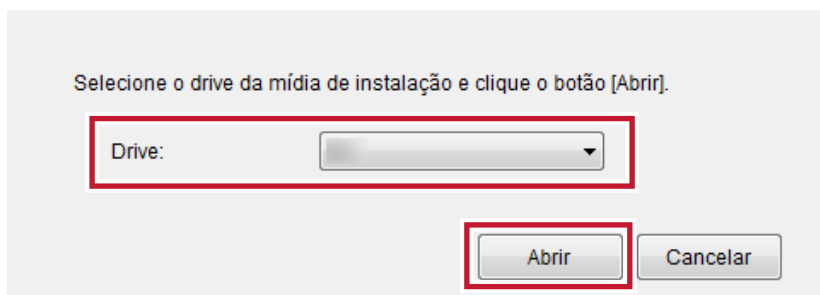 Selecione o drive da mídia de instalação e clique o botão [Abrir].
Drive:
Abrir Cancelar